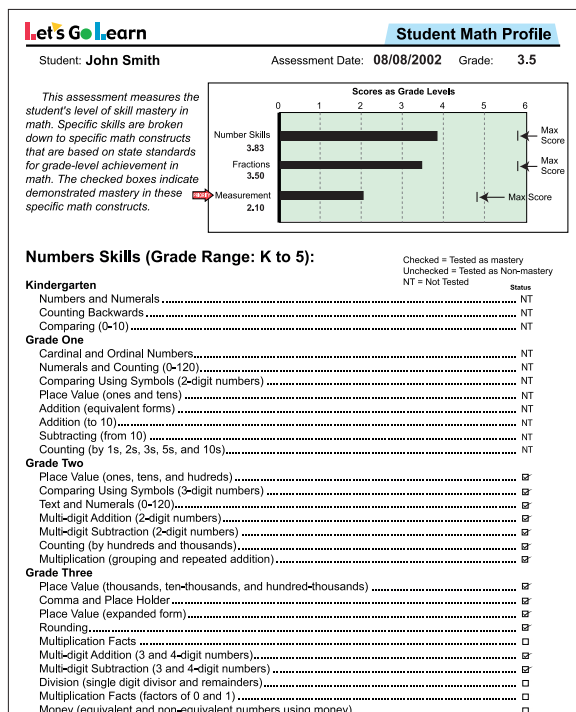 Let's Go Learn
Student Math Profile
Student: John Smith
Assessment Date: 08/08/2002 Grade: 3.5
This assessment measures the
student's level of skill mastery in
math. Specific skills are broken
down to specific math constructs
that are based on state standards
for grade-level achievement in
math. The checked boxes indicate
demonstrated mastery in these
specific math constructs.
Scores as Grade Levels
0 1 2 3 4 5 6
Number Skills
3.83
Max
Score
Fractions
3.50
Max
Score
Measurement
2.10
Max Score
Numbers Skills (Grade Range: K to 5):
Checked = Tested as mastery
Unchecked = Tested as Non-mastery
NT = Not Tested
Status
Kindergarten
Numbers and Numerals NT
Counting Backwards NT
Comparing (0-10) NT
Grade One
Cardinal and Ordinal Numbers NT
Numerals and Counting (0-120) NT
Comparing Using Symbols (2-digit numbers) NT
Place Value (ones and tens) NT
Addition (equivalent forms) NT
Addition (to 10) NT
Subtracting (from 10) NT
Counting (by 1s, 2s, 3s, 5s, and 10s) NT
Grade Two
Place Value (ones, tens, and hudreds)
Comparing Using Symbols (3-digit numbers)
Text and Numerals (0-120)
Multi-digit Addition (2-digit numbers)
Multi-digit Subtraction (2-digit numbers)
Counting (by hundreds and thousands)
Multiplication (grouping and repeated addition)
Grade Three
Place Value (thousands, ten-thousands, and hundred-thousands)
Comma and Place Holder
Place Value (expanded form)
Rounding
Multiplication Facts
Multi-digit Addition (3 and 4-digit numbers)
Multi-digit Subtraction (3 and 4-digit numbers)
Division (single digit divisor and remainders)
Multiplication Facts (factors of 0 and 1)
Money (equivalent and non-equivalent numbers using money)